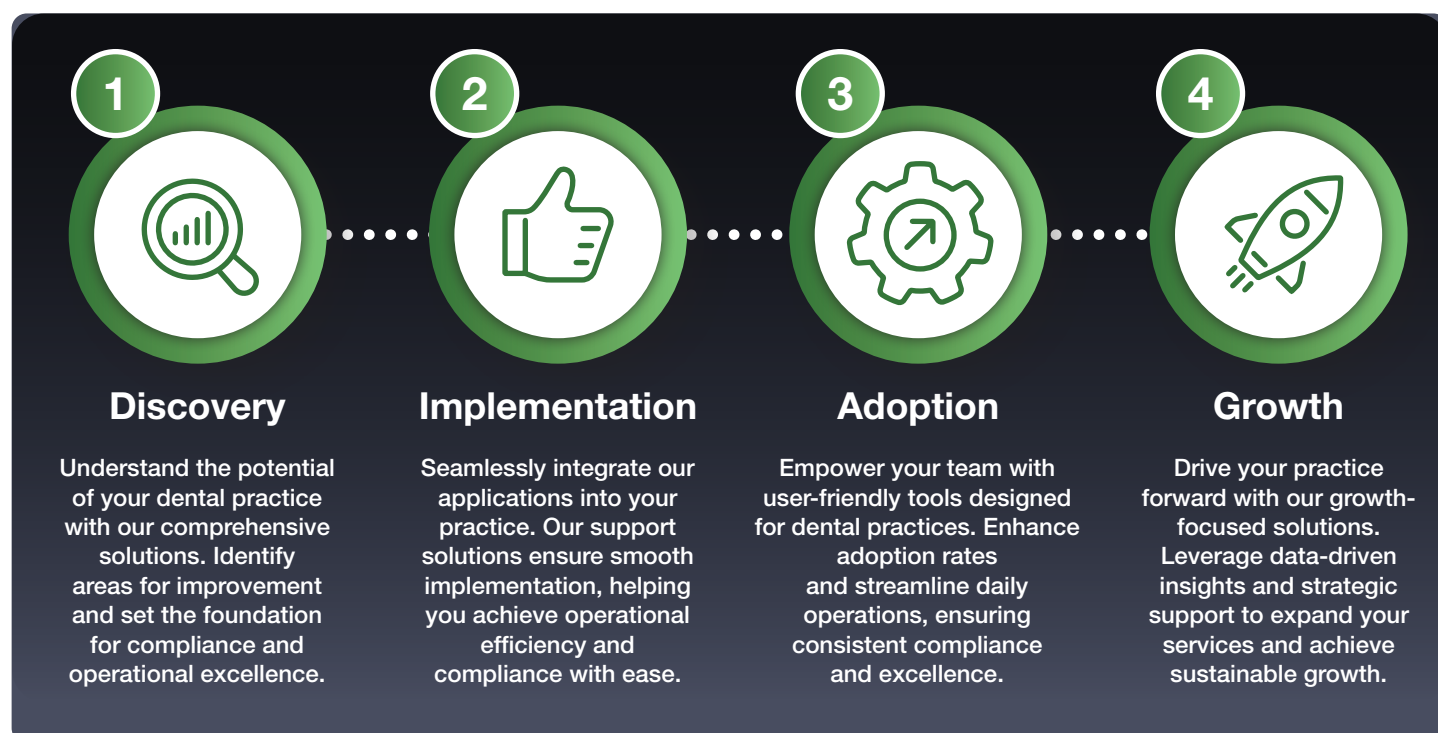 1
Discovery
Understand the potential
of your dental practice
with our comprehensive
solutions. Identify
areas for improvement
and set the foundation
for compliance and
operational excellence.
2
Implementation
Seamlessly integrate our
applications into your
practice. Our support
solutions ensure smooth
implementation, helping
you achieve operational
efficiency and
compliance with ease.
3
Adoption
Empower your team with
user-friendly tools designed
for dental practices. Enhance
adoption rates
and streamline daily
operations, ensuring
consistent compliance
and excellence.
4
Growth
Drive your practice
forward with our growth-
focused solutions.
Leverage data-driven
insights and strategic
support to expand your
services and achieve
sustainable growth.